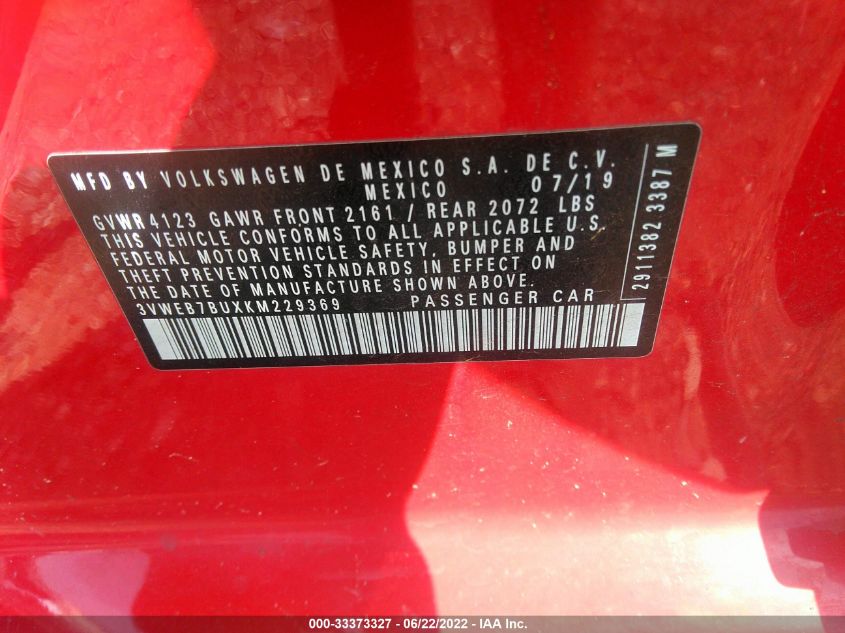 MFD BY VOLKSWAGEN DE MEXICO S.A. DE C.V.
MEXICO 07/19
GVWR 4123 GAWR FRONT 2161 / REAR 2072 LBS
THIS VEHICLE CONFORMS TO ALL APPLICABLE U.S.
FEDERAL MOTOR VEHICLE SAFETY, BUMPER AND
THEFT PREVENTION STANDARDS IN EFFECT ON
THE DATE OF MANUFACTURE SHOWN ABOVE.
3VWEB7BUXKM229369 PASSENGER CAR
2911382 3387 M
000-33373327 - 06/22/2022 - IAA Inc.